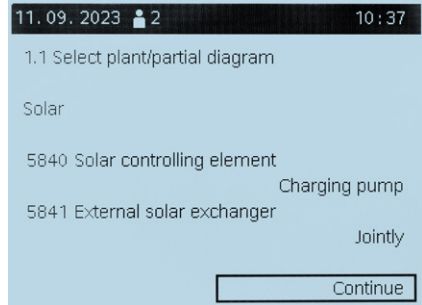 11.09.2023 2 10:37
1.1 Select plant/partial diagram
Solar
5840 Solar controlling element
Charging pump
5841 External solar exchanger
Jointly
Continue